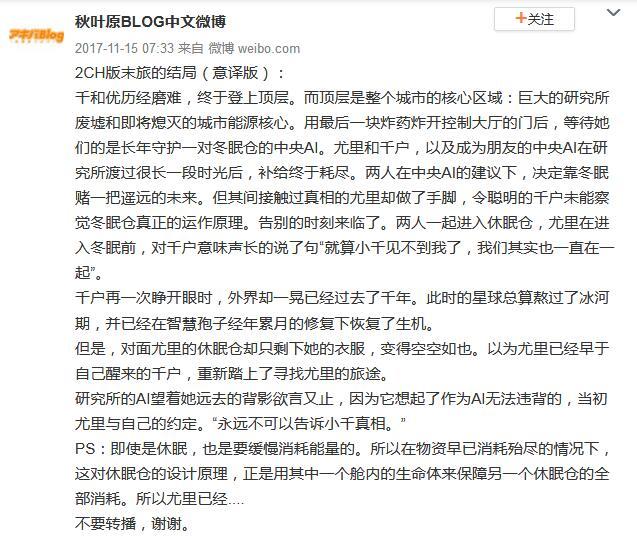 秋叶原BLOG中文微博
+关注
アキバBlog
2017-11-15 07:33 来自 微博 weibo.com
2CH版末旅的结局（意译版）：
千和优历经磨难，终于登上顶层。而顶层是整个城市的核心区域：巨大的研究所
废墟和即将熄灭的城市能源核心。用最后一块炸药炸开控制大厅的门后，等待她
们的是长年守护一对冬眠仓的中央AI。尤里和千户，以及成为朋友的中央AI在研
究所渡过很长一段时光后，补给终于耗尽。两人在中央AI的建议下，决定靠冬眠
赌一把遥远的未来。但其间接触过真相的尤里却做了手脚，令聪明的千户未能察
觉冬眠仓真正的运作原理。告别的时刻来临了。两人一起进入休眠仓，尤里在进
入冬眠前，对千户意味声长的说了句“就算小千见不到我了，我们其实也一直在一
起”。
千户再一次睁开眼时，外界却一晃已经过去了千年。此时的星球总算熬过了冰河
期，并已经在智慧孢子经年累月的修复下恢复了生机。
但是，对面尤里的休眠仓却只剩下她的衣服，变得空空如也。以为尤里已经早于
自己醒来的千户，重新踏上了寻找尤里的旅途。
研究所的AI望着她远去的背影欲言又止，因为它想起了作为AI无法违背的，当初
尤里与自己的约定。“永远不可以告诉小千真相。”
PS：即使是休眠，也是要缓慢消耗能量的。所以在物资早已消耗殆尽的情况下，
这对休眠仓的设计原理，正是用其中一个舱内的生命体来保障另一个休眠仓的全
部消耗。所以尤里已经....
不要转播，谢谢。